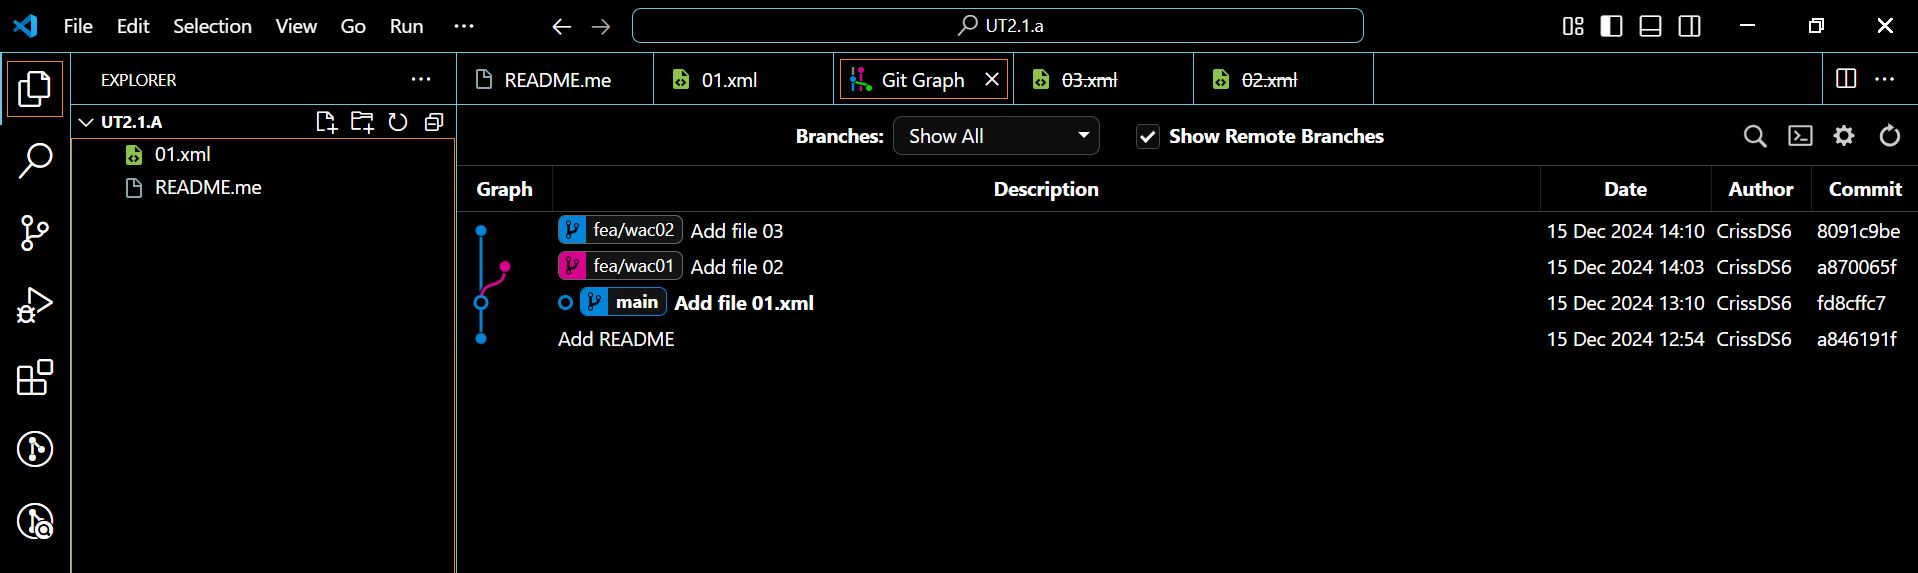 File Edit Selection View Go Run ··· UT2.1.a
EXPLORER ··· README.me 01.xml Git Graph 03.xml 02.xml ···
UT2.1.A
01.xml
README.me
Branches: Show All Show Remote Branches
Graph Description Date Author Commit
fea/wac02 Add file 03 15 Dec 2024 14:10 CrissDS6 8091c9be
fea/wac01 Add file 02 15 Dec 2024 14:03 CrissDS6 a870065f
main Add file 01.xml 15 Dec 2024 13:10 CrissDS6 fd8cffc7
Add README 15 Dec 2024 12:54 CrissDS6 a846191f